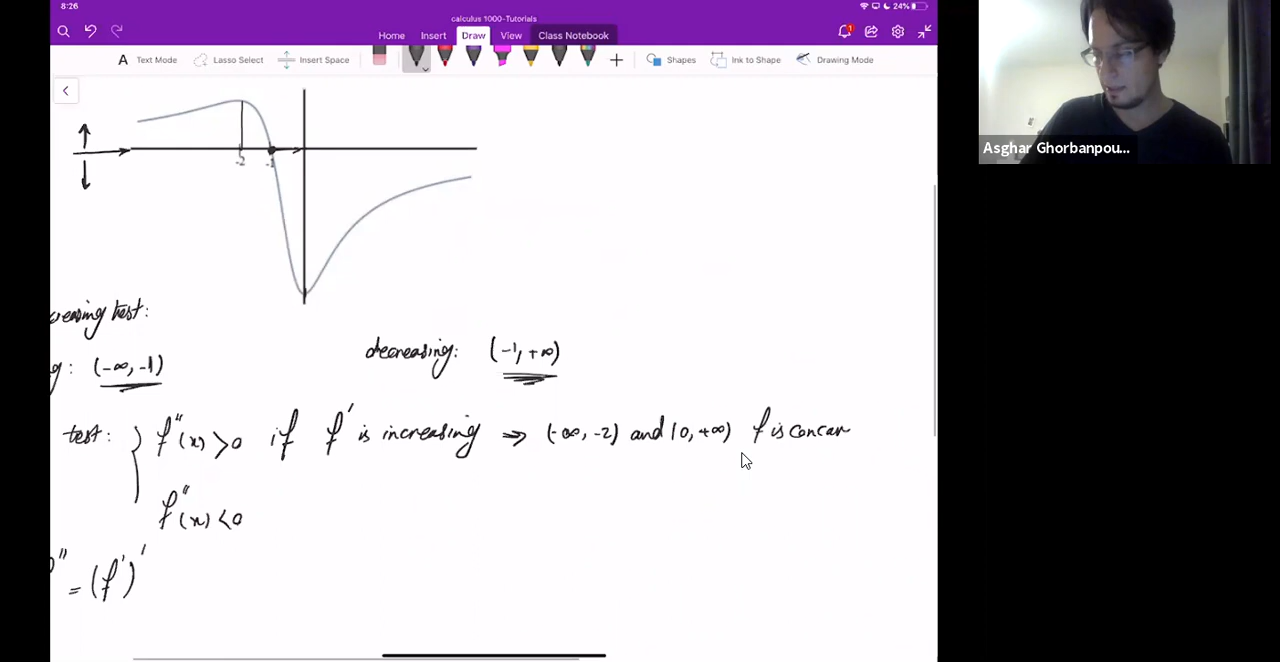 8:26
24%
calculus 1000-Tutorials
Home Insert Draw View Class Notebook
A Text Mode Lasso Select Insert Space Shapes Ink to Shape Drawing Mode
Asghar Ghorbanpou...
-2 -1
creasing test:
g: (-∞, -1) decreasing: (-1, +∞)
test: { f''(x) > 0 if f' is increasing ⇒ (-∞, -2) and (0, +∞) f is concav
f''(x) < 0
'' = (f')'